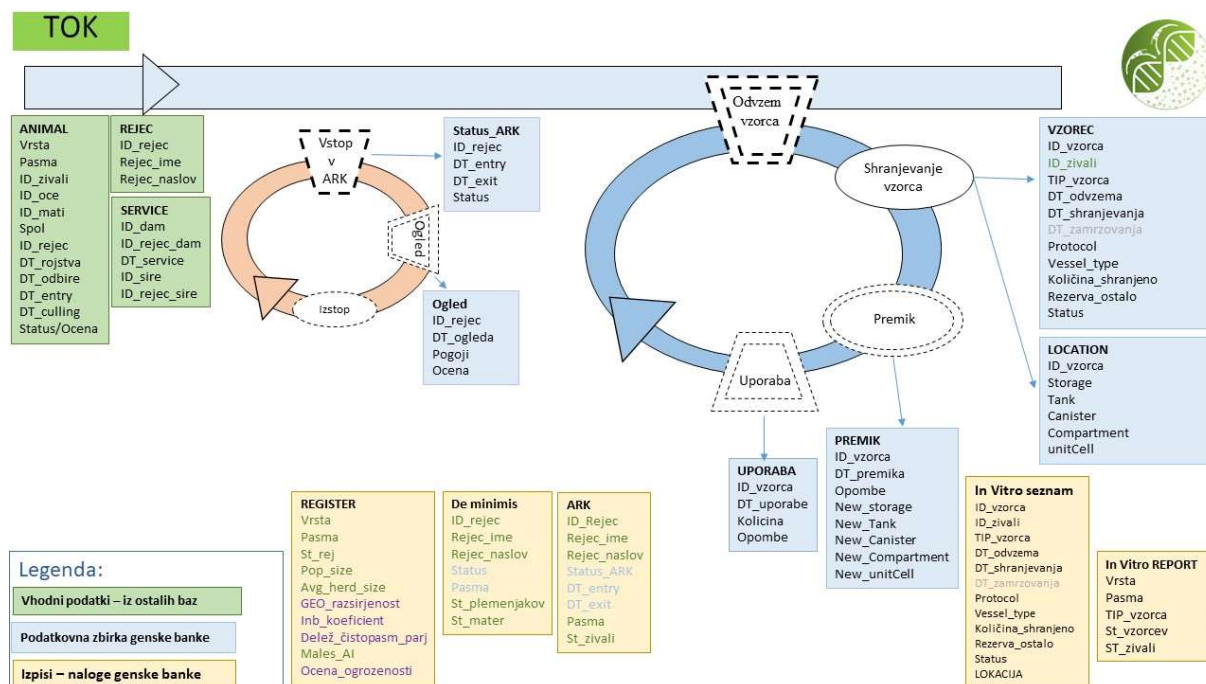 TOK
ANIMAL
Vrsta
Pasma
ID_zivali
ID_oce
ID_mati
Spol
ID_rejec
DT_rojstva
DT_odbire
DT_entry
DT_culling
Status/Ocena
REJEC
ID_rejec
Rejec_ime
Rejec_naslov
SERVICE
ID_dam
ID_rejec_dam
DT_service
ID_sire
ID_rejec_sire
Vstop
v
ARK
Ogled
Izstop
Status_ARK
ID_rejec
DT_entry
DT_exit
Status
Ogled
ID_rejec
DT_ogleda
Pogoji
Ocena
Odvzem
vzorca
Shranjevanje
vzorca
Premik
Uporaba
VZOREC
ID_vzorca
ID_zivali
TIP_vzorca
DT_odvzema
DT_shranjevanja
DT_zamrzovanja
Protocol
Vessel_type
Količina_shranjeno
Rezerva_ostalo
Status
LOCATION
ID_vzorca
Storage
Tank
Canister
Compartment
unitCell
UPORABA
ID_vzorca
DT_uporabe
Kolicina
Opombe
PREMIK
ID_vzorca
DT_premika
Opombe
New_storage
New_Tank
New_Canister
New_Compartment
New_unitCell
Legenda:
Vhodni podatki – iz ostalih baz
Podatkovna zbirka genske banke
Izpisi – naloge genske banke
REGISTER
Vrsta
Pasma
St_rej
Pop_size
Avg_herd_size
GEO_razsirjenost
Inb_koeficient
Delež_čistopasm_parj
Males_AI
Ocena_ogrozenosti
De minimis
ID_rejec
Rejec_ime
Rejec_naslov
Status
Pasma
St_plemenjakov
St_mater
ARK
ID_Rejec
Rejec_ime
Rejec_naslov
Status_ARK
DT_entry
DT_exit
Pasma
St_zivali
In Vitro seznam
ID_vzorca
ID_zivali
TIP_vzorca
DT_odvzema
DT_shranjevanja
DT_zamrzovanja
Protocol
Vessel_type
Količina_shranjeno
Rezerva_ostalo
Status
LOKACIJA
In Vitro REPORT
Vrsta
Pasma
TIP_vzorca
St_vzorcev
ST_zivali